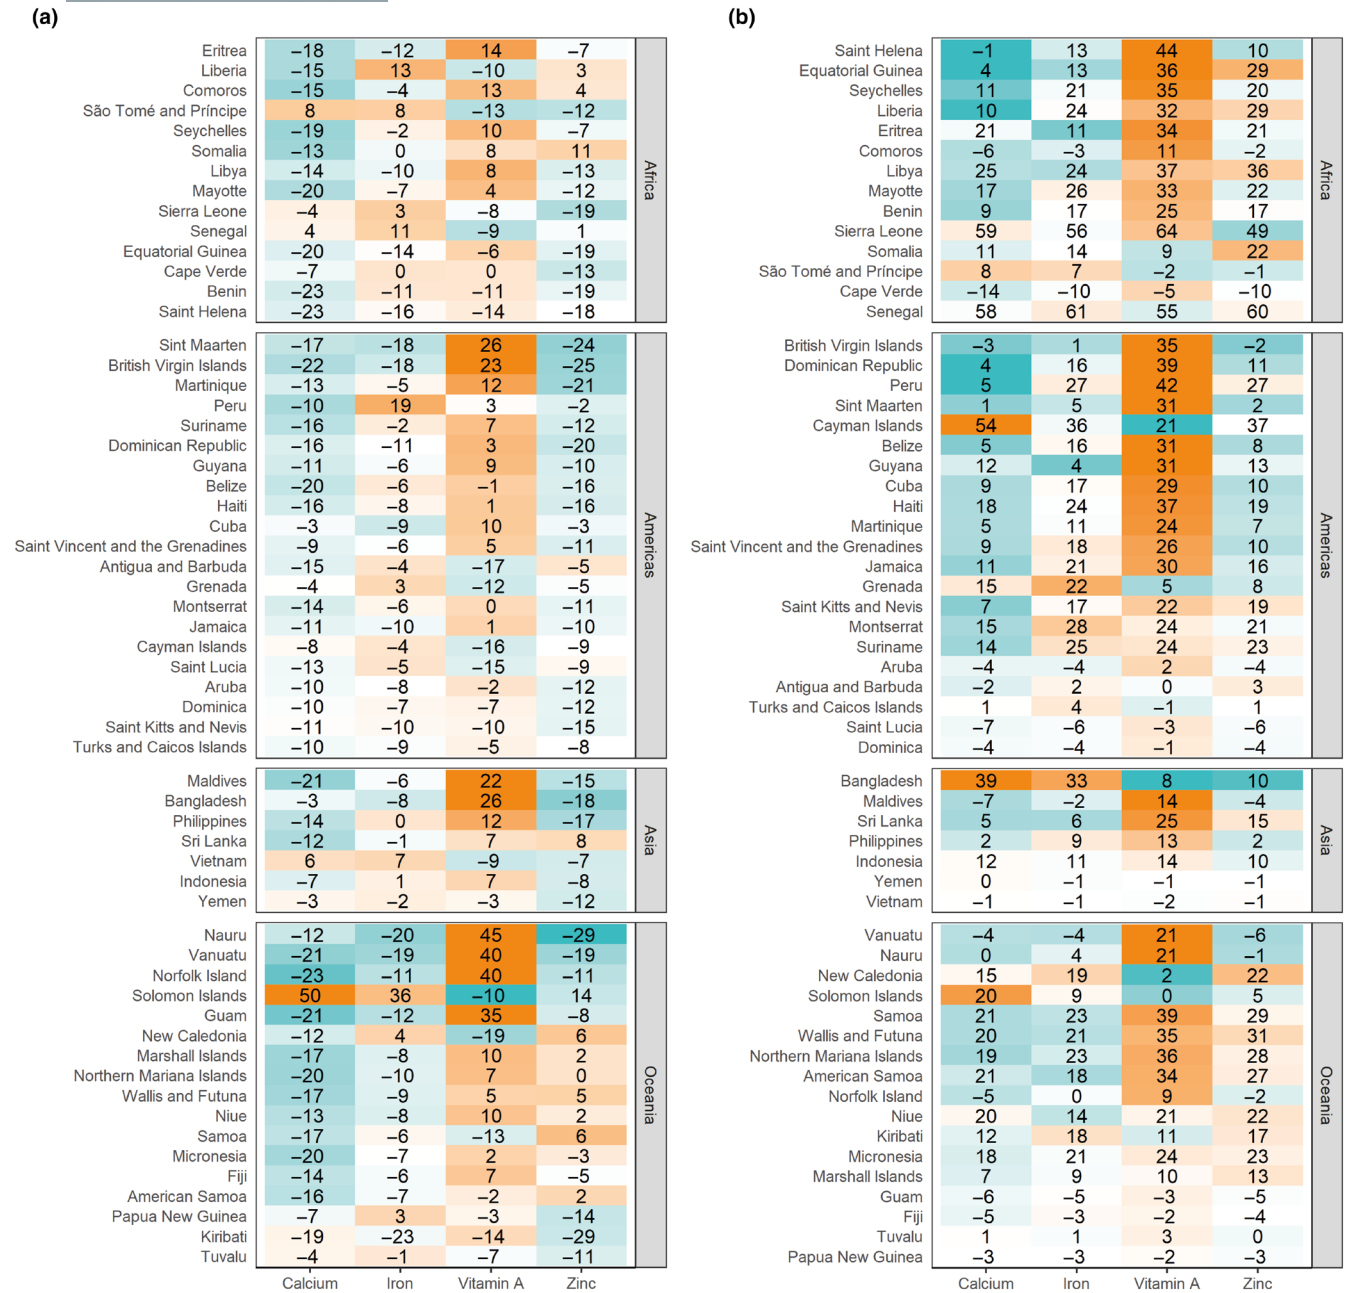 (a)
Eritrea –18 –12 14 –7
Liberia –15 13 –10 3
Comoros –15 –4 13 4
São Tomé and Príncipe 8 8 –13 –12
Seychelles –19 –2 10 –7
Somalia –13 0 8 11
Libya –14 –10 8 –13
Mayotte –20 –7 4 –12
Sierra Leone –4 3 –8 –19
Senegal 4 11 –9 1
Equatorial Guinea –20 –14 –6 –19
Cape Verde –7 0 0 –13
Benin –23 –11 –11 –19
Saint Helena –23 –16 –14 –18
Africa
Sint Maarten –17 –18 26 –24
British Virgin Islands –22 –18 23 –25
Martinique –13 –5 12 –21
Peru –10 19 3 –2
Suriname –16 –2 7 –12
Dominican Republic –16 –11 3 –20
Guyana –11 –6 9 –10
Belize –20 –6 –1 –16
Haiti –16 –8 1 –16
Cuba –3 –9 10 –3
Saint Vincent and the Grenadines –9 –6 5 –11
Antigua and Barbuda –15 –4 –17 –5
Grenada –4 3 –12 –5
Montserrat –14 –6 0 –11
Jamaica –11 –10 1 –10
Cayman Islands –8 –4 –16 –9
Saint Lucia –13 –5 –15 –9
Aruba –10 –8 –2 –12
Dominica –10 –7 –7 –12
Saint Kitts and Nevis –11 –10 –10 –15
Turks and Caicos Islands –10 –9 –5 –8
Americas
Maldives –21 –6 22 –15
Bangladesh –3 –8 26 –18
Philippines –14 0 12 –17
Sri Lanka –12 –1 7 8
Vietnam 6 7 –9 –7
Indonesia –7 1 7 –8
Yemen –3 –2 –3 –12
Asia
Nauru –12 –20 45 –29
Vanuatu –21 –19 40 –19
Norfolk Island –23 –11 40 –11
Solomon Islands 50 36 –10 14
Guam –21 –12 35 –8
New Caledonia –12 4 –19 6
Marshall Islands –17 –8 10 2
Northern Mariana Islands –20 –10 7 0
Wallis and Futuna –17 –9 5 5
Niue –13 –8 10 2
Samoa –17 –6 –13 6
Micronesia –20 –7 2 –3
Fiji –14 –6 7 –5
American Samoa –16 –7 –2 2
Papua New Guinea –7 3 –3 –14
Kiribati –19 –23 –14 –29
Tuvalu –4 –1 –7 –11
Oceania
Calcium Iron Vitamin A Zinc
(b)
Saint Helena –1 13 44 10
Equatorial Guinea 4 13 36 29
Seychelles 11 21 35 20
Liberia 10 24 32 29
Eritrea 21 11 34 21
Comoros –6 –3 11 –2
Libya 25 24 37 36
Mayotte 17 26 33 22
Benin 9 17 25 17
Sierra Leone 59 56 64 49
Somalia 11 14 9 22
São Tomé and Príncipe 8 7 –2 –1
Cape Verde –14 –10 –5 –10
Senegal 58 61 55 60
Africa
British Virgin Islands –3 1 35 –2
Dominican Republic 4 16 39 11
Peru 5 27 42 27
Sint Maarten 1 5 31 2
Cayman Islands 54 36 21 37
Belize 5 16 31 8
Guyana 12 4 31 13
Cuba 9 17 29 10
Haiti 18 24 37 19
Martinique 5 11 24 7
Saint Vincent and the Grenadines 9 18 26 10
Jamaica 11 21 30 16
Grenada 15 22 5 8
Saint Kitts and Nevis 7 17 22 19
Montserrat 15 28 24 21
Suriname 14 25 24 23
Aruba –4 –4 2 –4
Antigua and Barbuda –2 2 0 3
Turks and Caicos Islands 1 4 –1 1
Saint Lucia –7 –6 –3 –6
Dominica –4 –4 –1 –4
Americas
Bangladesh 39 33 8 10
Maldives –7 –2 14 –4
Sri Lanka 5 6 25 15
Philippines 2 9 13 2
Indonesia 12 11 14 10
Yemen 0 –1 –1 –1
Vietnam –1 –1 –2 –1
Asia
Vanuatu –4 –4 21 –6
Nauru 0 4 21 –1
New Caledonia 15 19 2 22
Solomon Islands 20 9 0 5
Samoa 21 23 39 29
Wallis and Futuna 20 21 35 31
Northern Mariana Islands 19 23 36 28
American Samoa 21 18 34 27
Norfolk Island –5 0 9 –2
Niue 20 14 21 22
Kiribati 12 18 11 17
Micronesia 18 21 24 23
Marshall Islands 7 9 10 13
Guam –6 –5 –3 –5
Fiji –5 –3 –2 –4
Tuvalu 1 1 3 0
Papua New Guinea –3 –3 –2 –3
Oceania
Calcium Iron Vitamin A Zinc